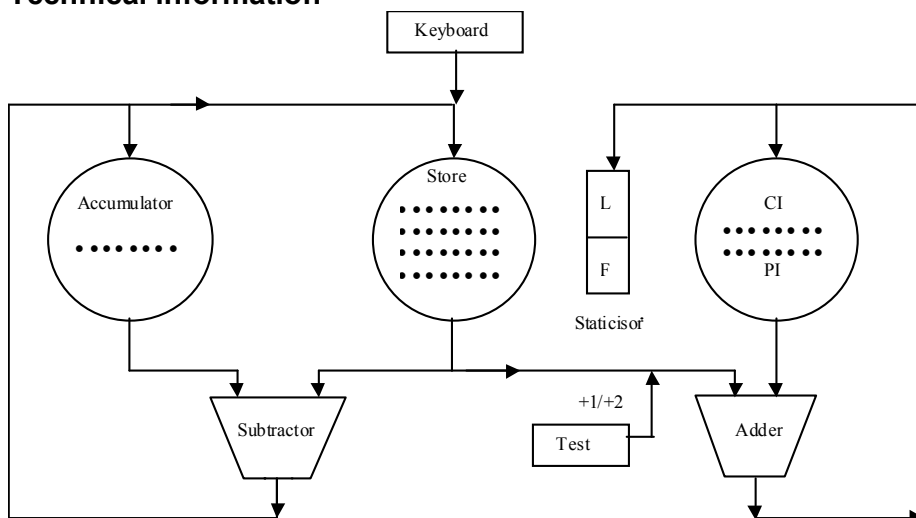 Technical Information
Keyboard
Accumulator
Store
L
F
CI
PI
Staticisor
+1/+2
Subtractor
Test
Adder